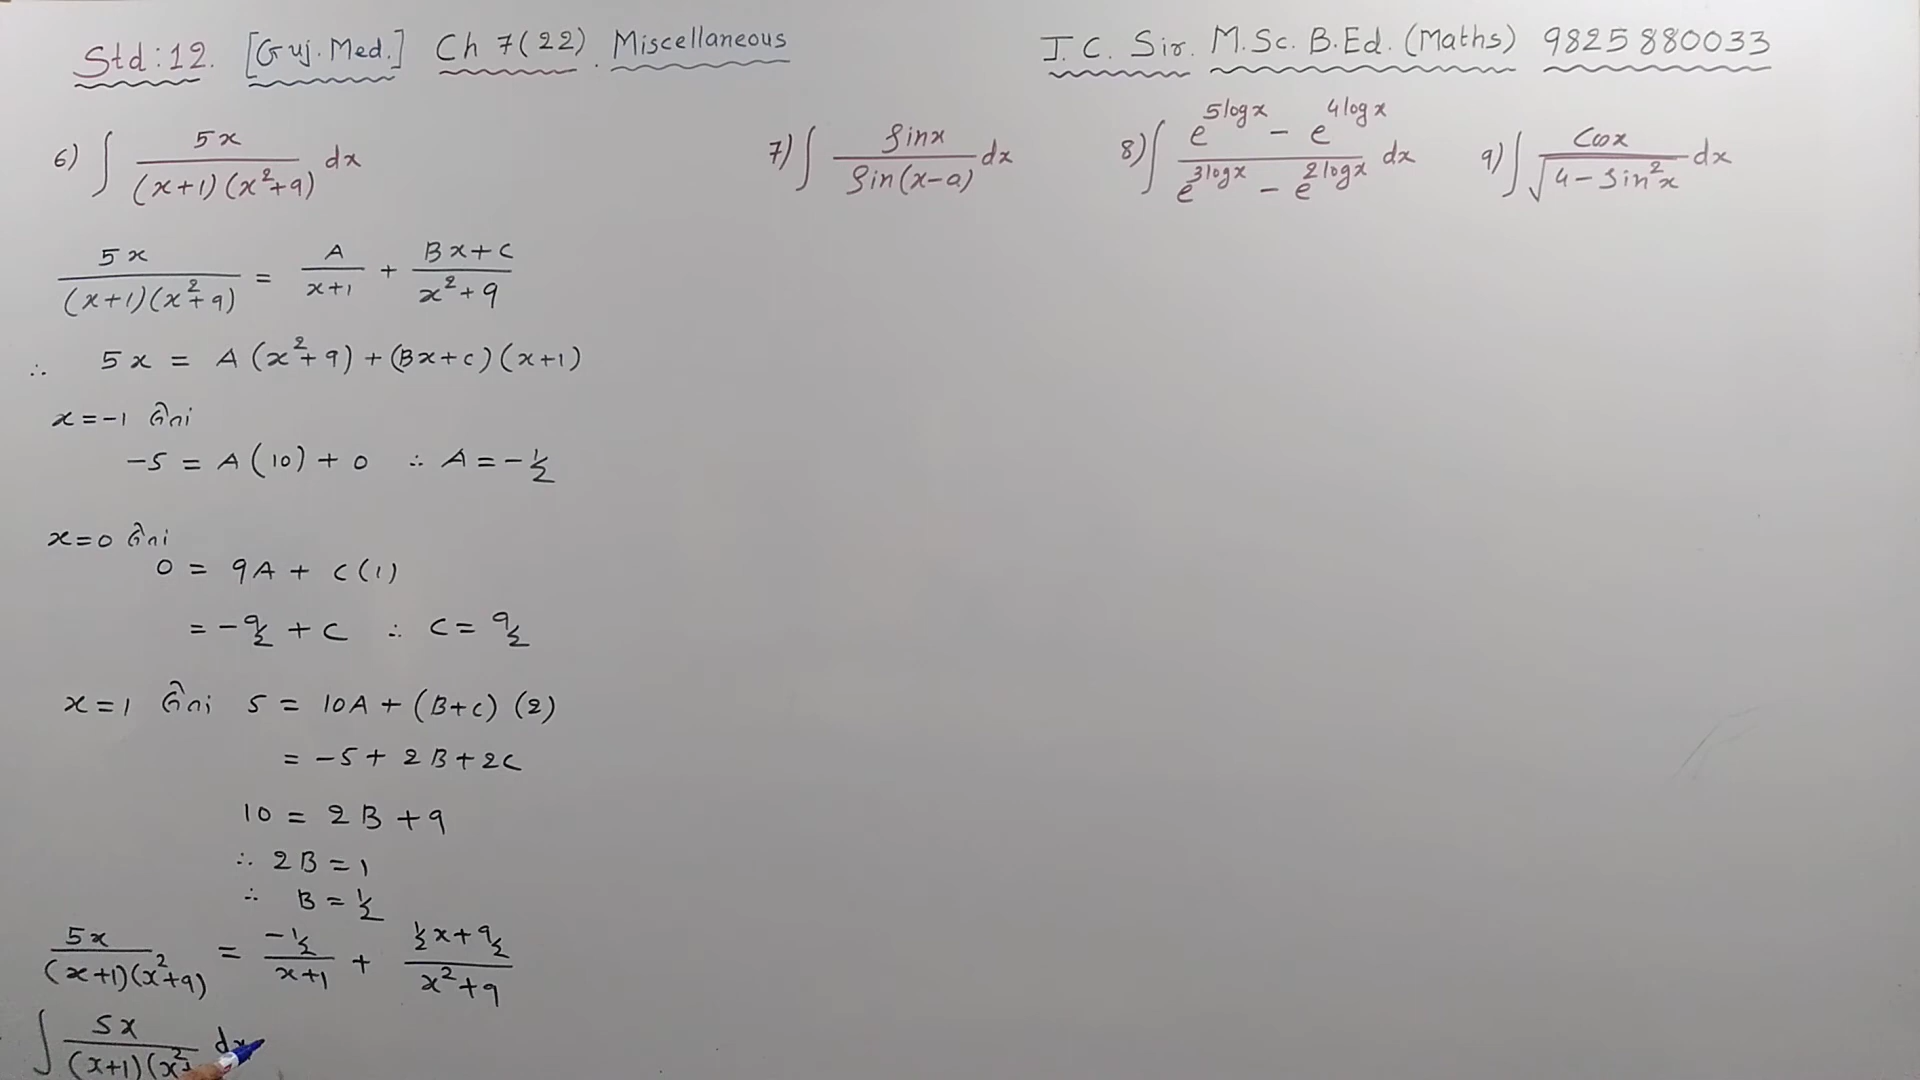 Std : 12. [Guj. Med.] Ch 7(22). Miscellaneous J. C. Sir. M.Sc. B.Ed. (Maths) 9825880033
6) ∫ 5x / (x+1)(x²+9) dx
7) ∫ Sinx / Sin(x-a) dx
8) ∫ e^5logx - e^4logx / e^3logx - e^2logx dx
9) ∫ Cosx / √4-Sin²x dx
5x / (x+1)(x²+9) = A / x+1 + Bx+C / x²+9
∴ 5x = A(x²+9)+(Bx+C)(x+1)
x=-1 લેતાં
-5 = A(10)+0 ∴ A=-1/2
x=0 લેતાં
0 = 9A + C(1)
= -9/2 + C ∴ C = 9/2
x=1 લેતાં 5 = 10A + (B+C)(2)
= -5+2B+2C
10 = 2B+9
∴ 2B=1
∴ B=1/2
5x / (x+1)(x²+9) = -1/2 / x+1 + 1/2x+9/2 / x²+9
∫ 5x / (x+1)(x²+ dx